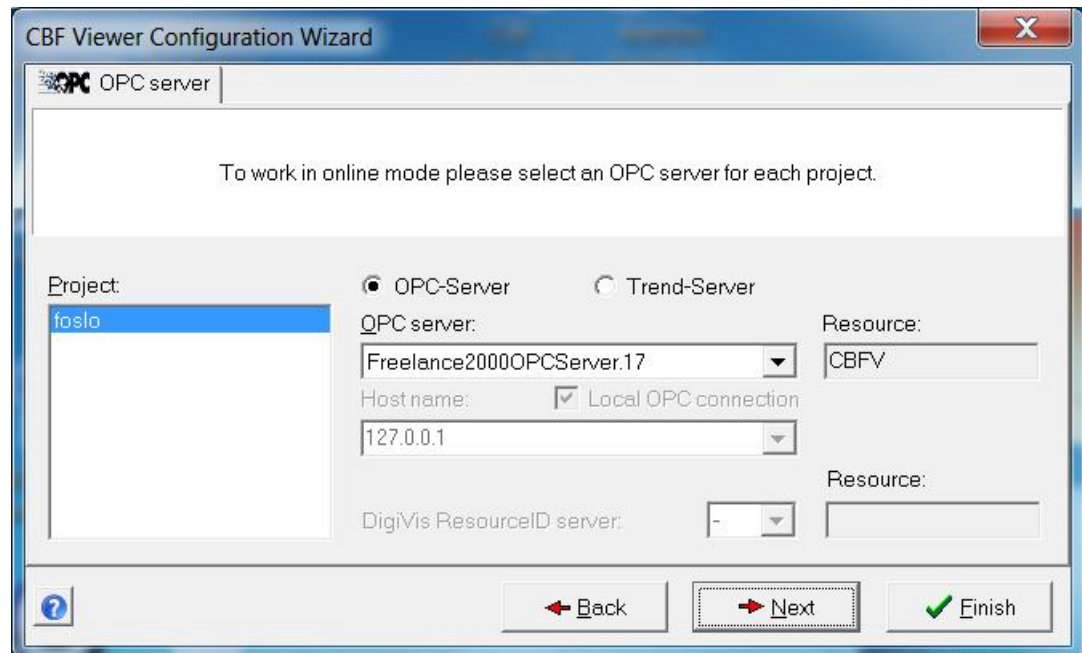 CBF Viewer Configuration Wizard
OPC OPC server
To work in online mode please select an OPC server for each project.
Project:
foslo
OPC-Server
Trend-Server
OPC server:
Resource:
Freelance2000OPCServer.17
CBFV
Host name:
Local OPC connection
127.0.0.1
Resource:
DigiVis ResourceID server:
-
Back
Next
Finish